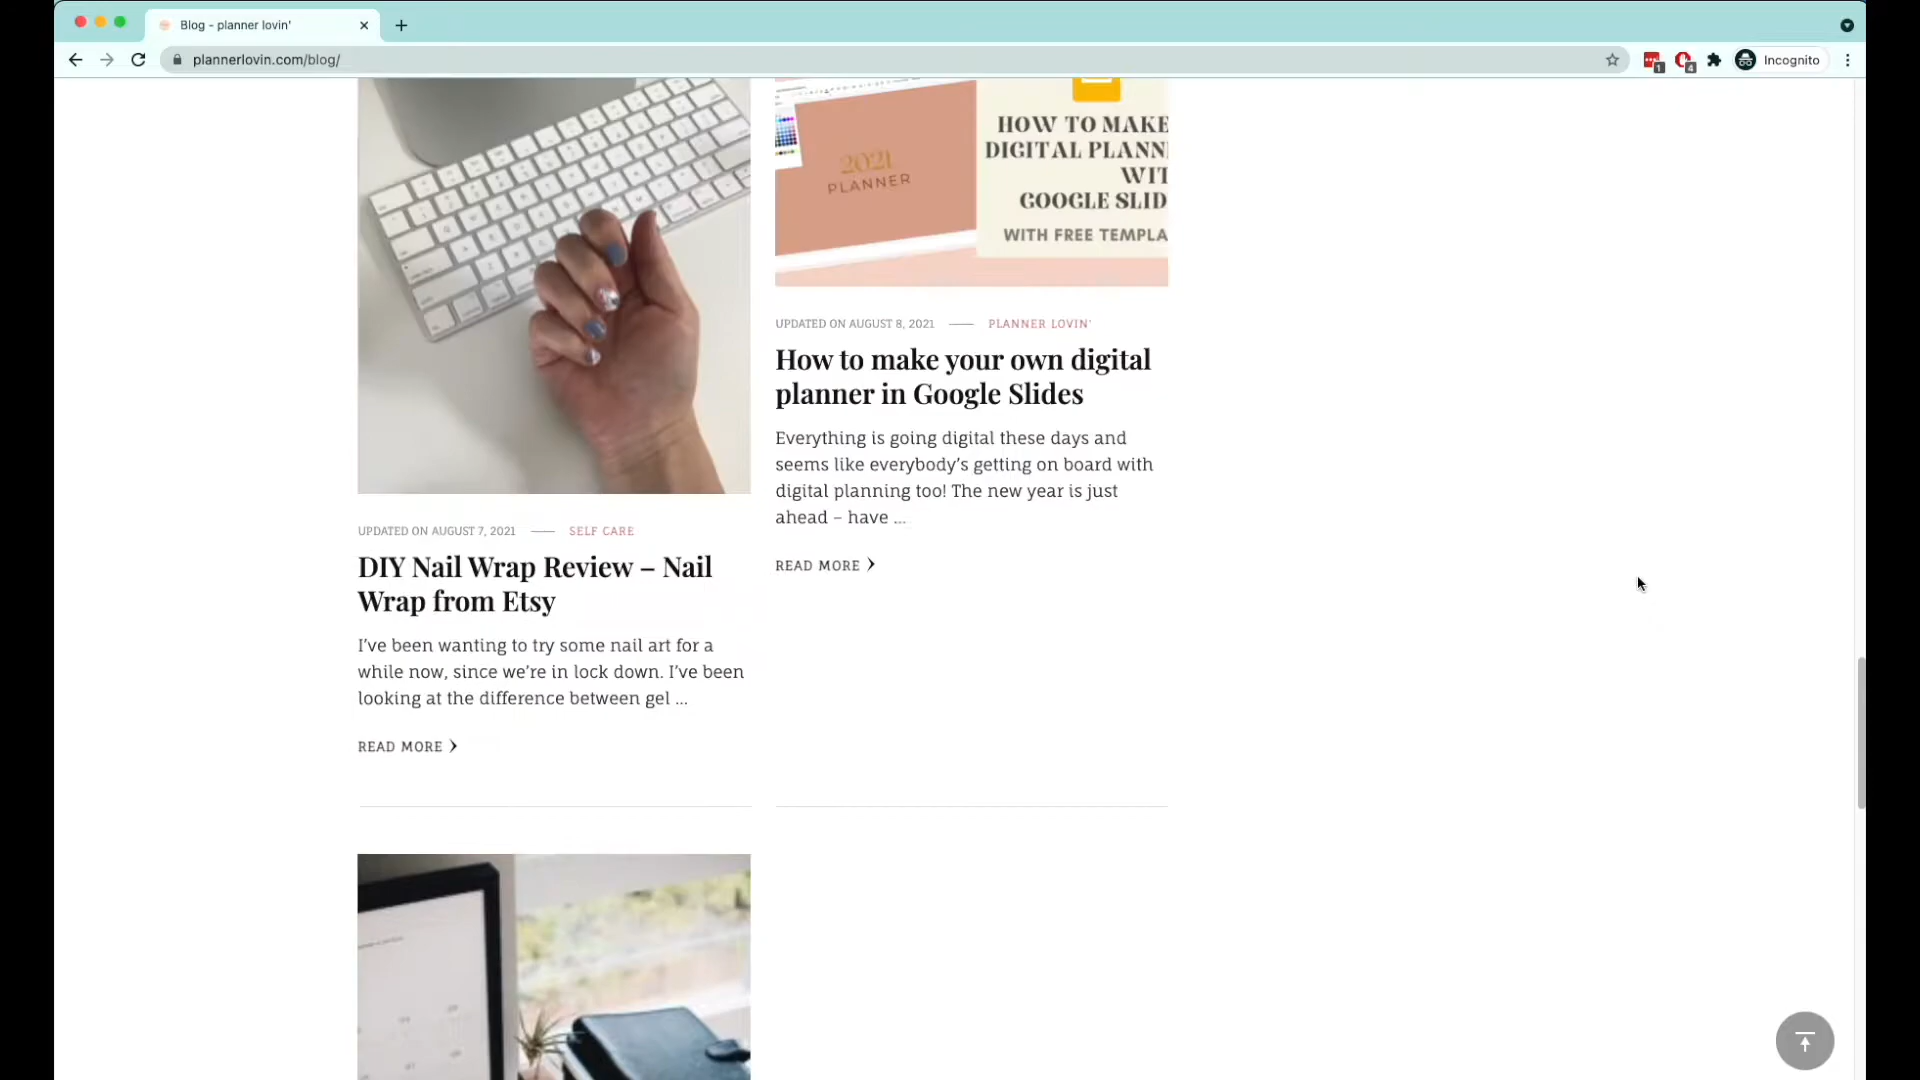 Blog - planner lovin'
plannerlovin.com/blog/
1
4
Incognito
2021
PLANNER
HOW TO MAKE
DIGITAL PLANN
WIT
GOOGLE SLID
WITH FREE TEMPLA
UPDATED ON AUGUST 7, 2021
SELF CARE
DIY Nail Wrap Review – Nail
Wrap from Etsy
I've been wanting to try some nail art for a
while now, since we're in lock down. I've been
looking at the difference between gel ...
READ MORE
UPDATED ON AUGUST 8, 2021
PLANNER LOVIN'
How to make your own digital
planner in Google Slides
Everything is going digital these days and
seems like everybody's getting on board with
digital planning too! The new year is just
ahead – have ...
READ MORE